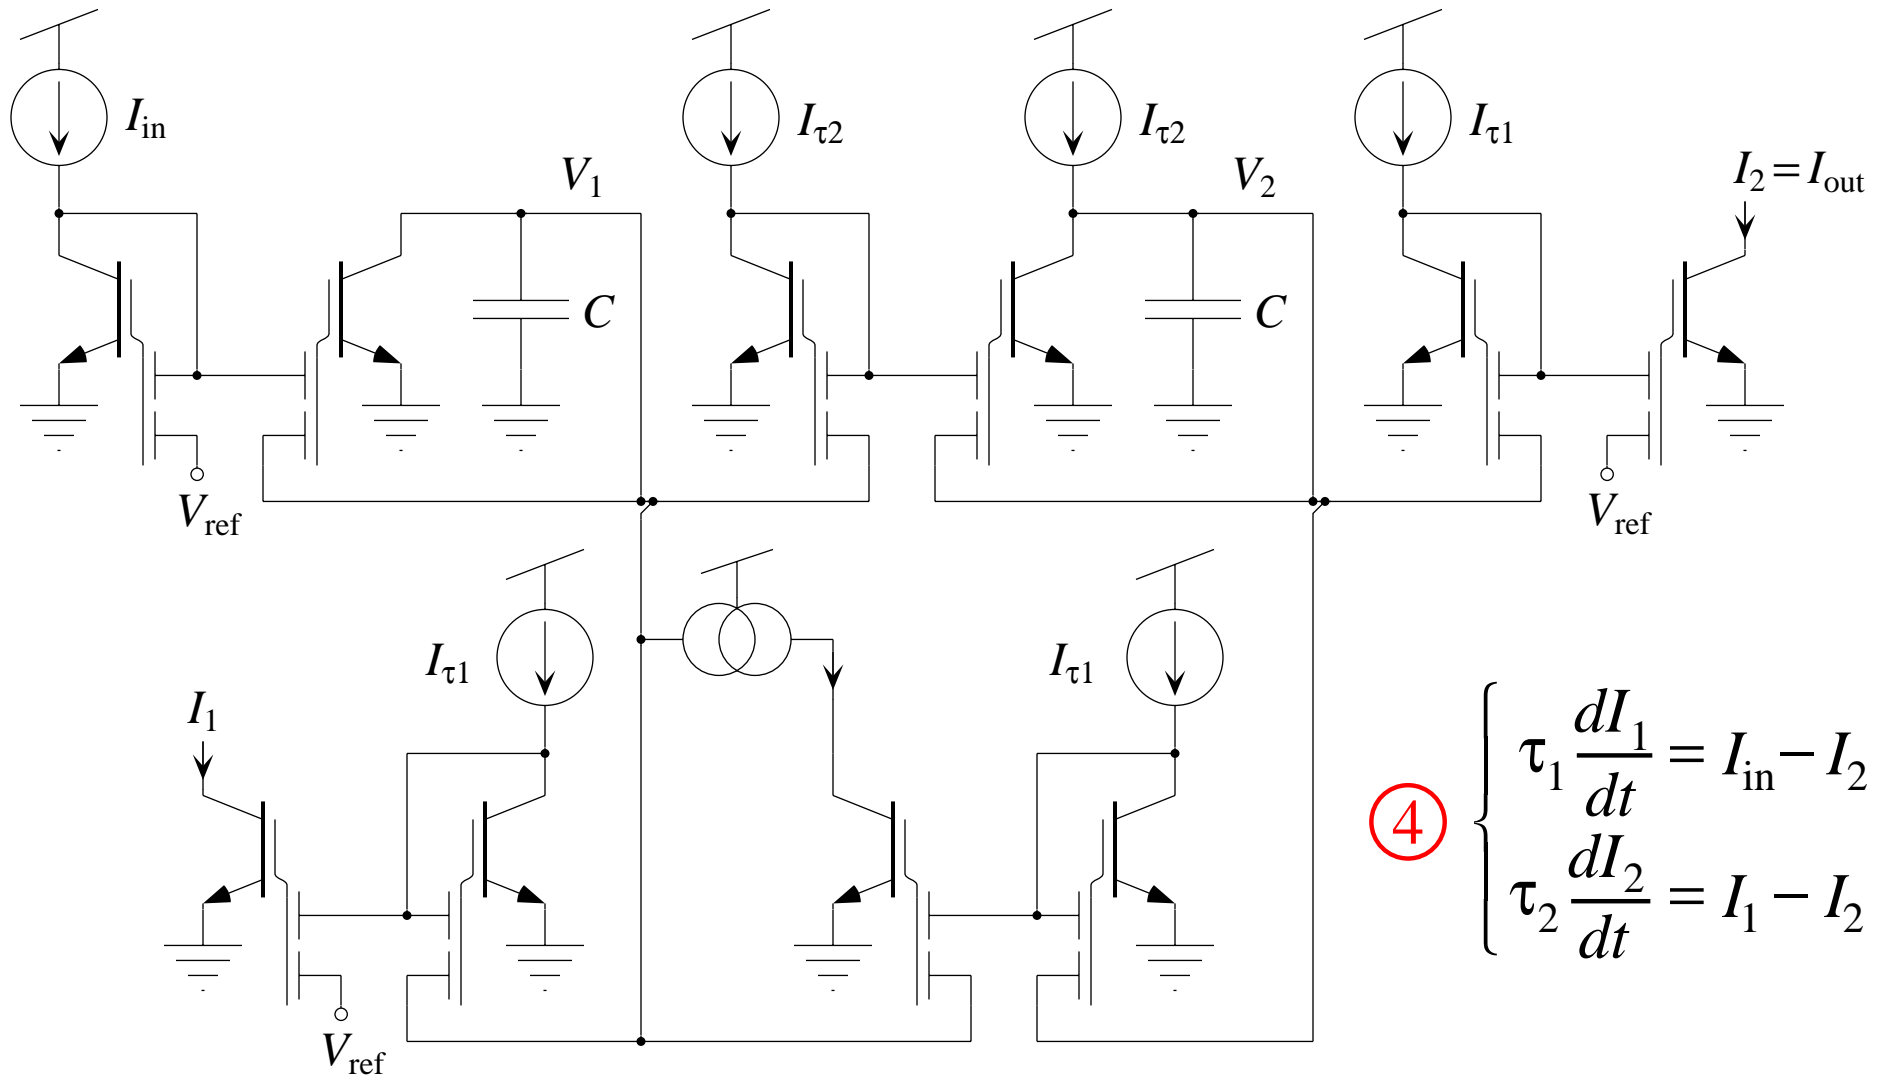 I_in
I_τ2
I_τ2
I_τ1
V_1
V_2
I_2 = I_out
C
C
V_ref
V_ref
I_τ1
I_τ1
I_1
V_ref
④
τ_1 dI_1/dt = I_in − I_2
τ_2 dI_2/dt = I_1 − I_2